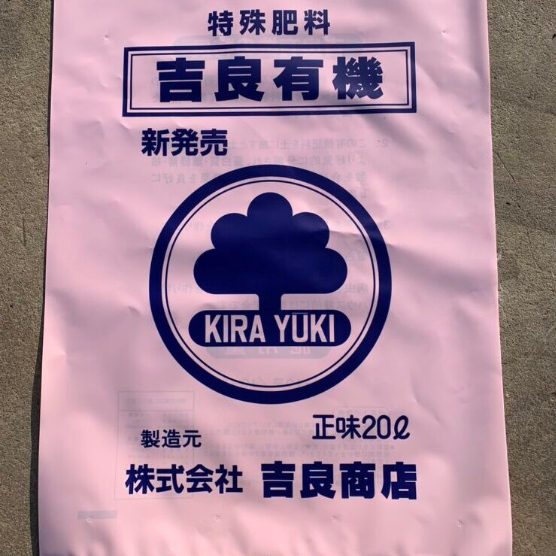 特殊肥料
吉良有機
新発売
KIRA YŪKI
正味20ℓ
製造元
株式会社 吉良商店